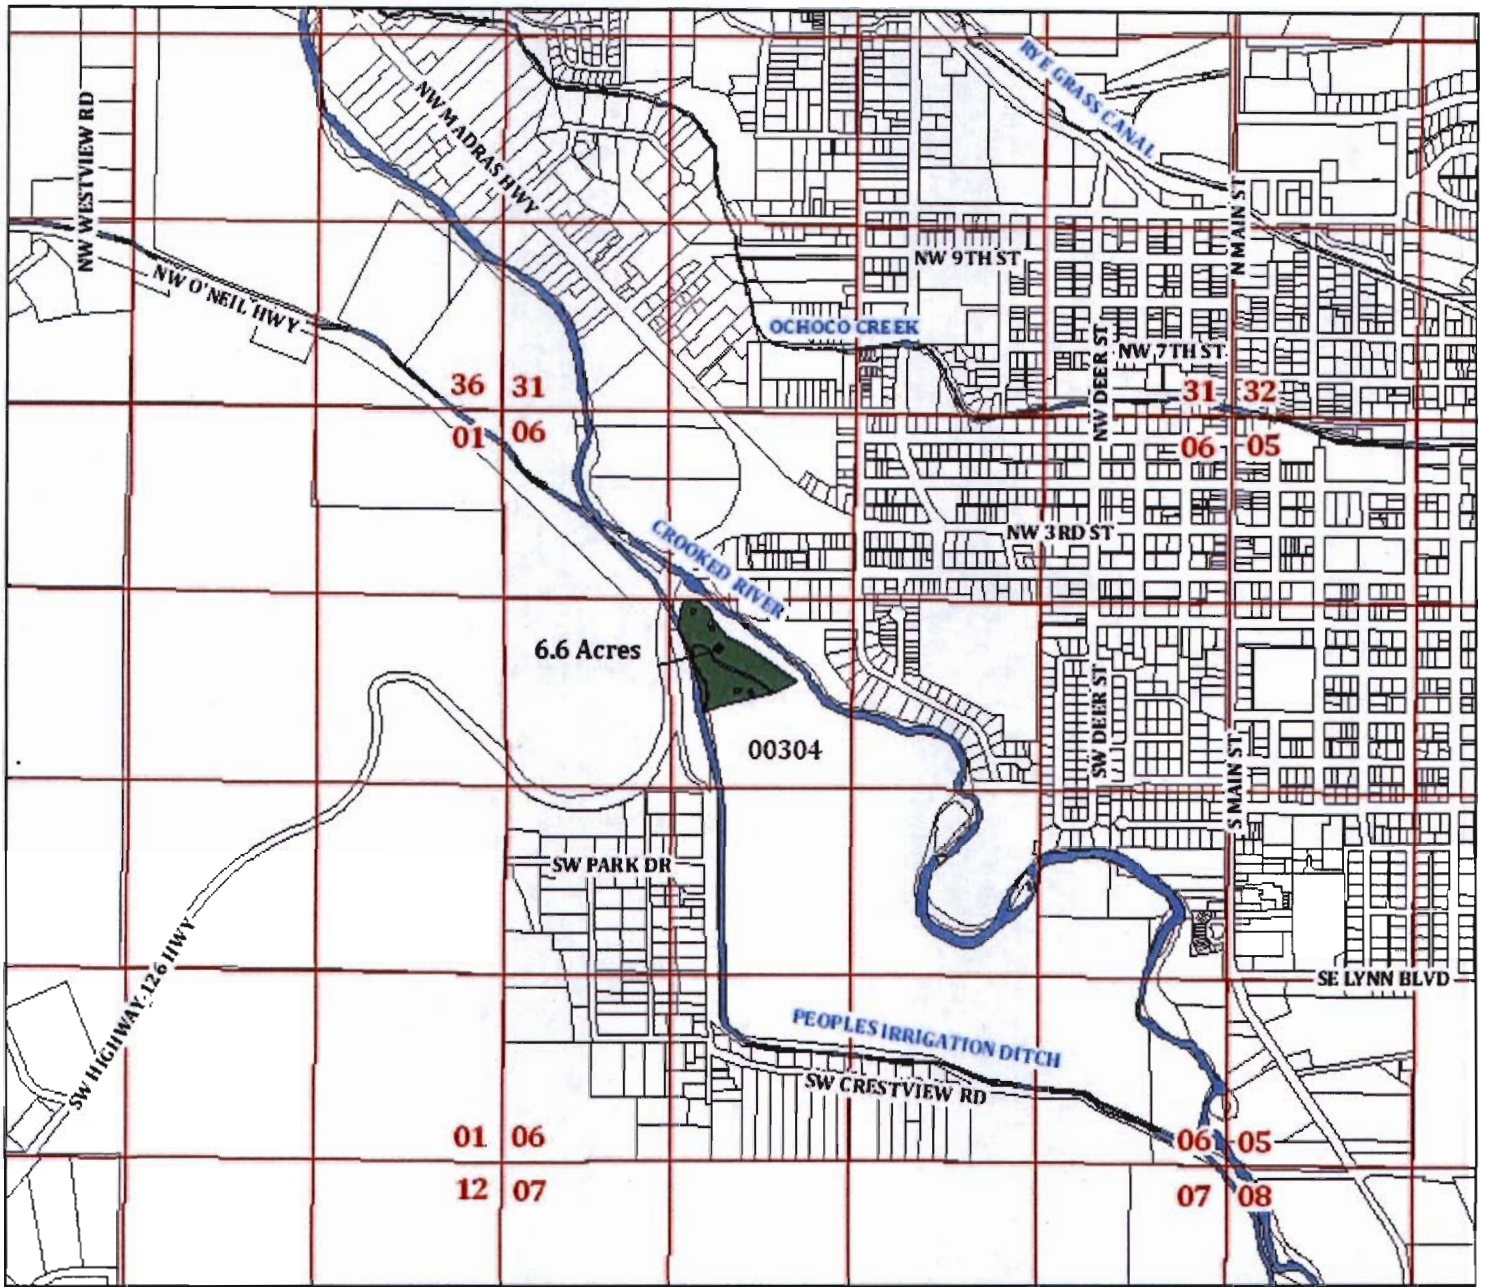 RYE GRASS CANAL
NW WESTVIEW RD
NW MADRAS HWY
N MAIN ST
NW 9TH ST
NW O'NEIL HWY
OCHOCO CREEK
NW DEER ST
NW 7TH ST
36 31
31 32
01 06
06 05
CROOKED RIVER
NW 3RD ST
6.6 Acres
SW DEER ST
00304
S MAIN ST
SW PARK DR
SW HIGHWAY 126 HWY
SE LYNN BLVD
PEOPLES IRRIGATION DITCH
SW CRESTVIEW RD
01 06
06 05
12 07
07 08